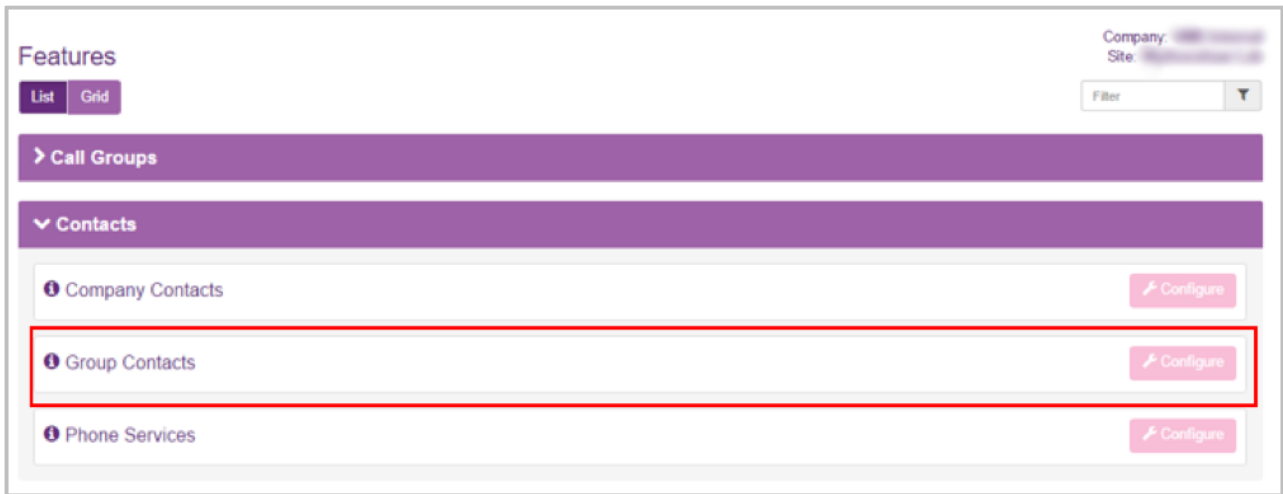 Features
Company:
Site:
List Grid
Filter
Call Groups
Contacts
Company Contacts
Configure
Group Contacts
Configure
Phone Services
Configure